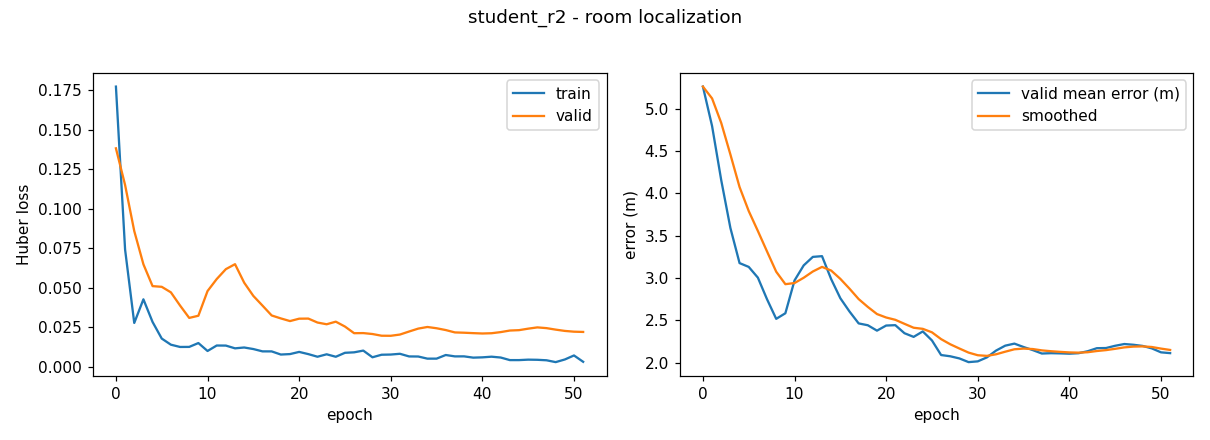 student_r2 - room localization
Huber loss
0.175
0.150
0.125
0.100
0.075
0.050
0.025
0.000
0 10 20 30 40 50
epoch
train
valid
error (m)
5.0
4.5
4.0
3.5
3.0
2.5
2.0
0 10 20 30 40 50
epoch
valid mean error (m)
smoothed